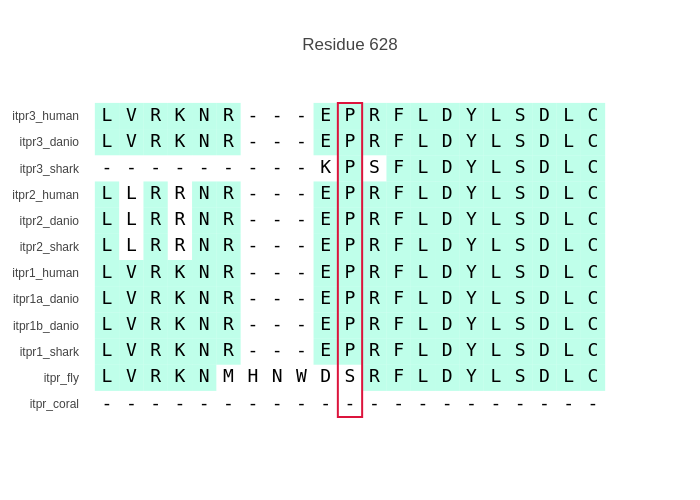 Residue 628
itpr3_human L V R K N R - - - E P R F L D Y L S D L C
itpr3_danio L V R K N R - - - E P R F L D Y L S D L C
itpr3_shark - - - - - - - - - K P S F L D Y L S D L C
itpr2_human L L R R N R - - - E P R F L D Y L S D L C
itpr2_danio L L R R N R - - - E P R F L D Y L S D L C
itpr2_shark L L R R N R - - - E P R F L D Y L S D L C
itpr1_human L V R K N R - - - E P R F L D Y L S D L C
itpr1a_danio L V R K N R - - - E P R F L D Y L S D L C
itpr1b_danio L V R K N R - - - E P R F L D Y L S D L C
itpr1_shark L V R K N R - - - E P R F L D Y L S D L C
itpr_fly L V R K N M H N W D S R F L D Y L S D L C
itpr_coral - - - - - - - - - - - - - - - - - - - - -